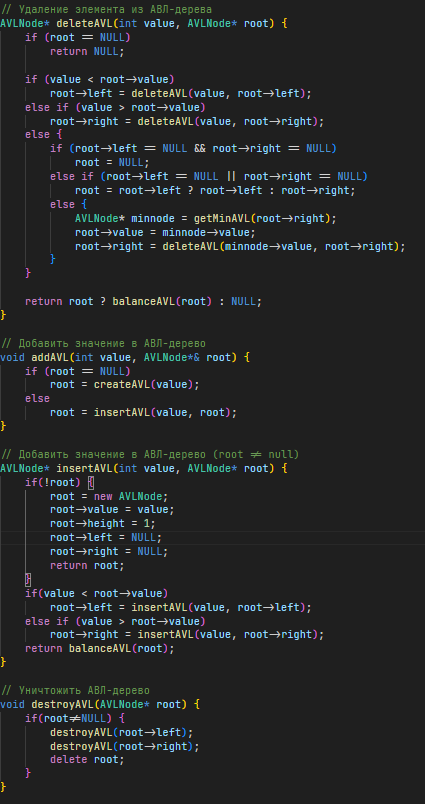 // Удаление элемента из АВЛ-дерева
AVLNode* deleteAVL(int value, AVLNode* root) {
    if (root == NULL)
        return NULL;

    if (value < root->value)
        root->left = deleteAVL(value, root->left);
    else if (value > root->value)
        root->right = deleteAVL(value, root->right);
    else {
        if (root->left == NULL && root->right == NULL)
            root = NULL;
        else if (root->left == NULL || root->right == NULL)
            root = root->left ? root->left : root->right;
        else {
            AVLNode* minnode = getMinAVL(root->right);
            root->value = minnode->value;
            root->right = deleteAVL(minnode->value, root->right);
        }
    }

    return root ? balanceAVL(root) : NULL;
}

// Добавить значение в АВЛ-дерево
void addAVL(int value, AVLNode*& root) {
    if (root == NULL)
        root = createAVL(value);
    else
        root = insertAVL(value, root);
}

// Добавить значение в АВЛ-дерево (root != null)
AVLNode* insertAVL(int value, AVLNode* root) {
    if(!root) {
        root = new AVLNode;
        root->value = value;
        root->height = 1;
        root->left = NULL;
        root->right = NULL;
        return root;
    }
    if(value < root->value)
        root->left = insertAVL(value, root->left);
    else if (value > root->value)
        root->right = insertAVL(value, root->right);
    return balanceAVL(root);
}

// Уничтожить АВЛ-дерево
void destroyAVL(AVLNode* root) {
    if(root!=NULL) {
        destroyAVL(root->left);
        destroyAVL(root->right);
        delete root;
    }
}